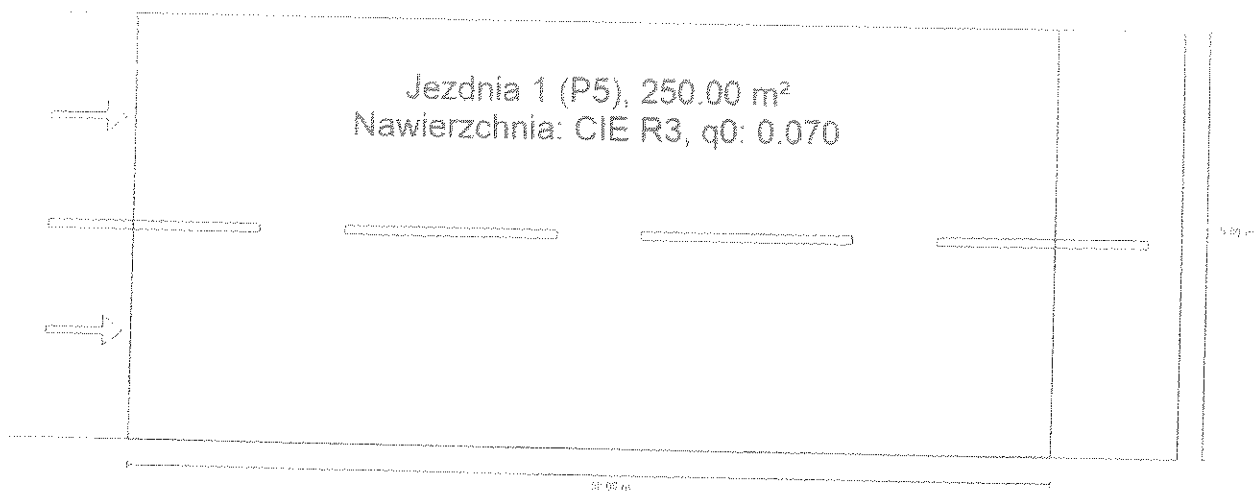 Jezdnia 1 (P5), 250.00 m²
Nawierzchnia: CIE R3, q0: 0.070